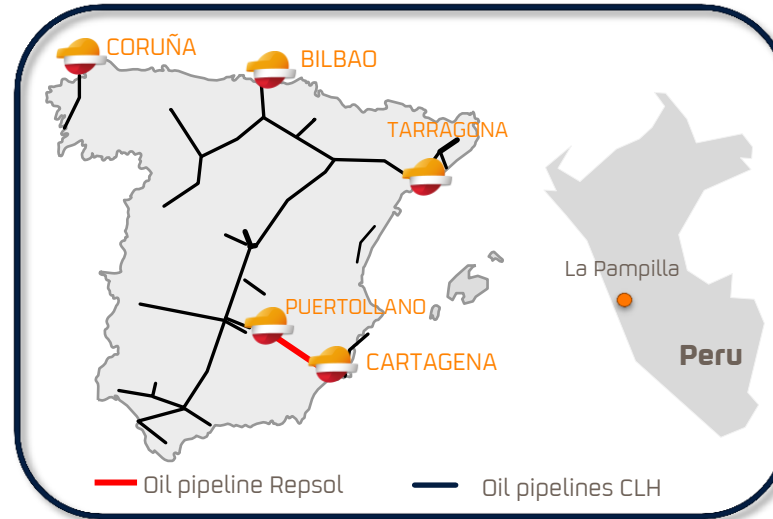 CORUÑA
BILBAO
TARRAGONA
La Pampilla
PUERTOLLANO
Peru
CARTAGENA
Oil pipeline Repsol
Oil pipelines CLH